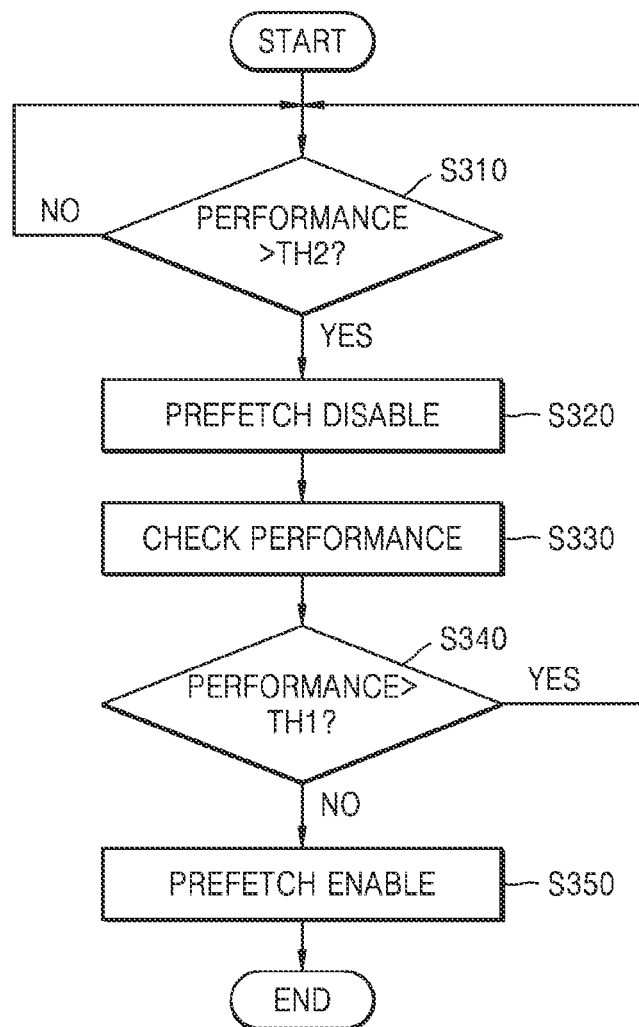 START
S310
NO
PERFORMANCE
>TH2?
YES
PREFETCH DISABLE
S320
CHECK PERFORMANCE
S330
S340
PERFORMANCE>
TH1?
YES
NO
PREFETCH ENABLE
S350
END